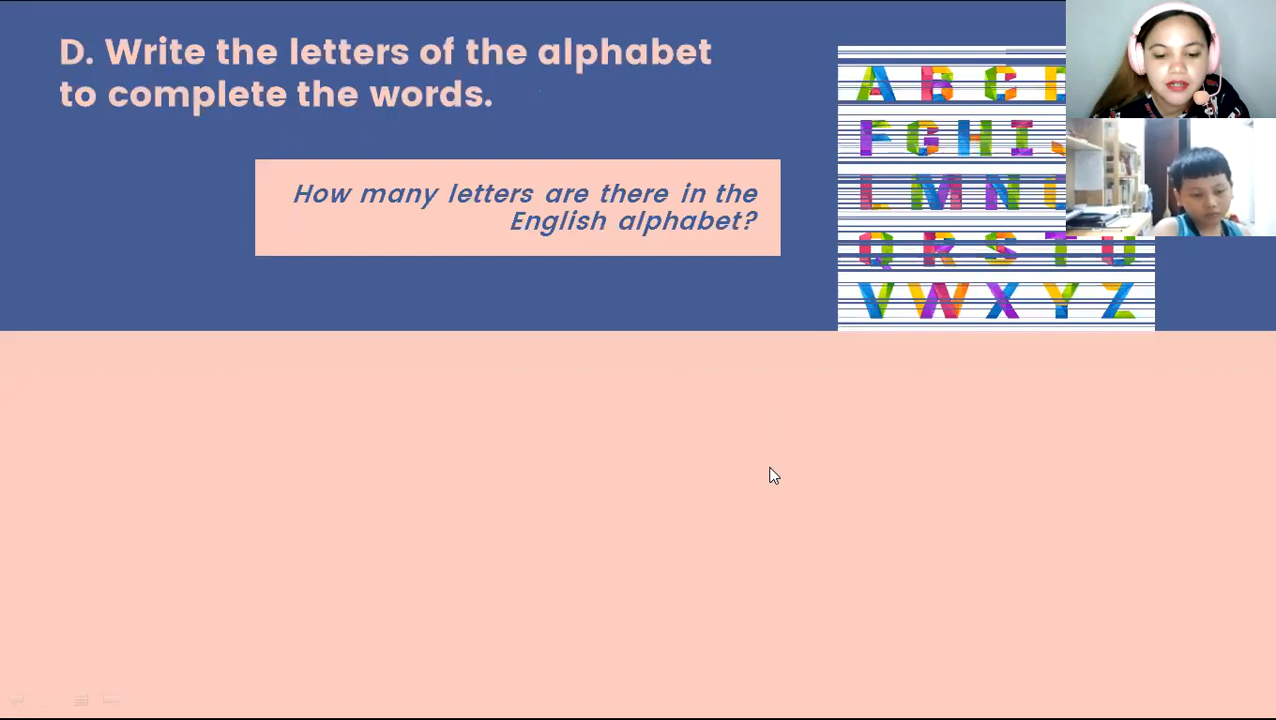 D. Write the letters of the alphabet
to complete the words.
How many letters are there in the
English alphabet?
A B C D
F G H I J
L M N O
Q R S T U
V W X Y Z